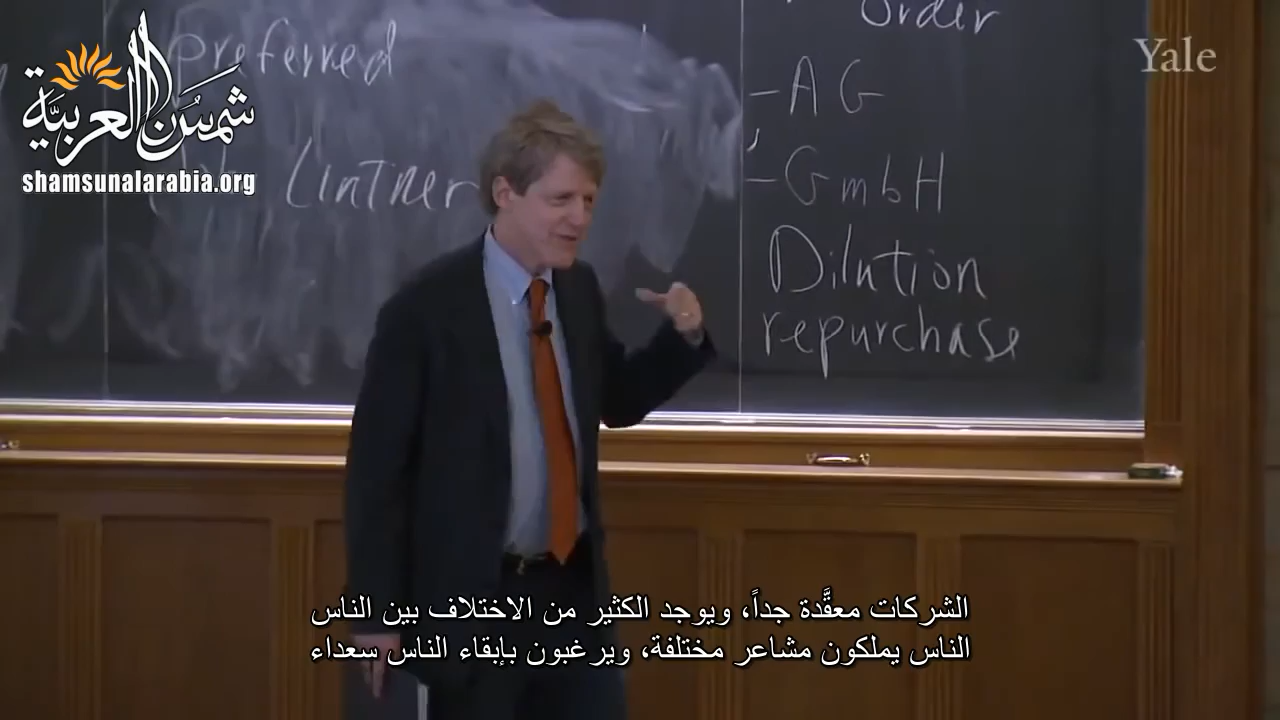 Order
preferred
Yale
- AG
شمس العربية
shamsunalarabia.org
Lintner
- GmbH
Dilution
repurchase
الشركات معقَّدة جداً، ويوجد الكثير من الاختلاف بين الناس
الناس يملكون مشاعر مختلفة، ويرغبون بإبقاء الناس سعداء